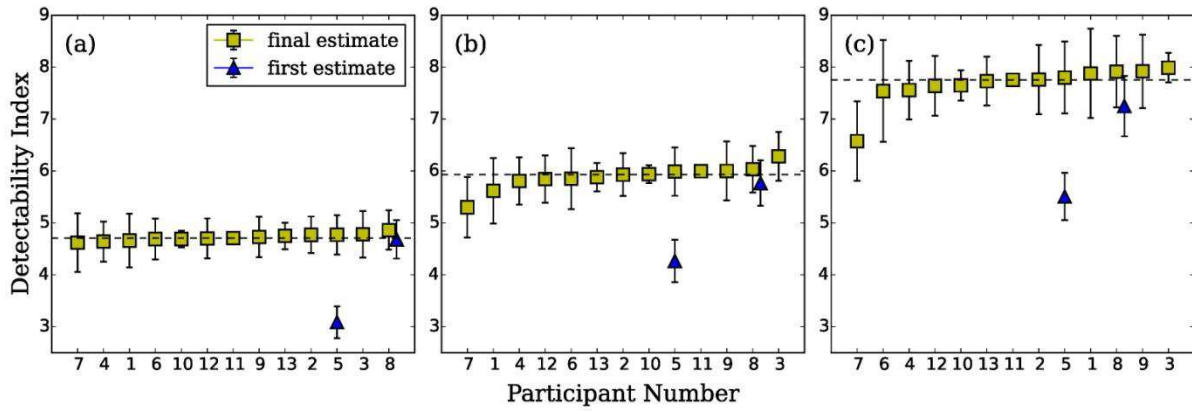 (a)
final estimate
first estimate
(b)
(c)
Detectability Index
9
8
7
6
5
4
3
7 4 1 6 10 12 11 9 13 2 5 3 8
9
8
7
6
5
4
3
7 1 4 12 6 13 2 10 5 11 9 8 3
9
8
7
6
5
4
3
7 6 4 12 10 13 11 2 5 1 8 9 3
Participant Number